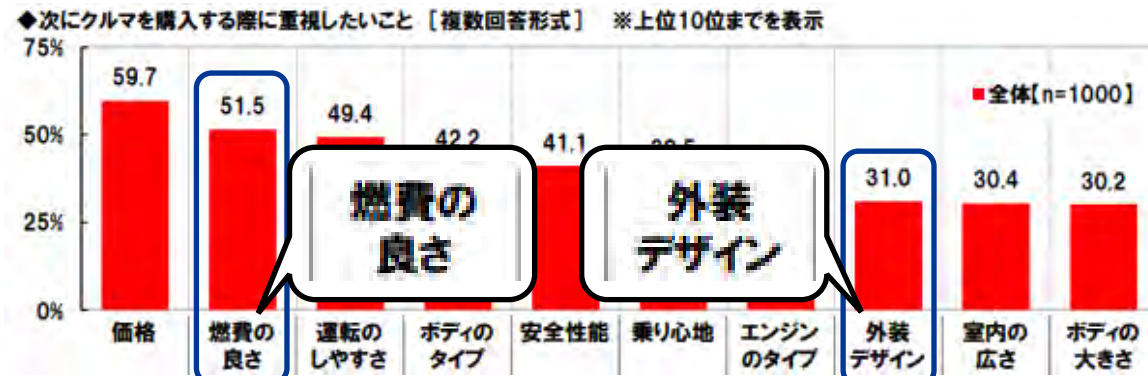 ◆次にクルマを購入する際に重視したいこと [複数回答形式] ※上位10位までを表示
75%
50%
25%
0%
■全体[n=1000]
59.7
51.5
49.4
42.2
41.1
31.0
30.4
30.2
燃費の
良さ
外装
デザイン
価格
燃費の
良さ
運転の
しやすさ
ボディの
タイプ
安全性能
乗り心地
エンジン
のタイプ
外装
デザイン
室内の
広さ
ボディの
大きさ